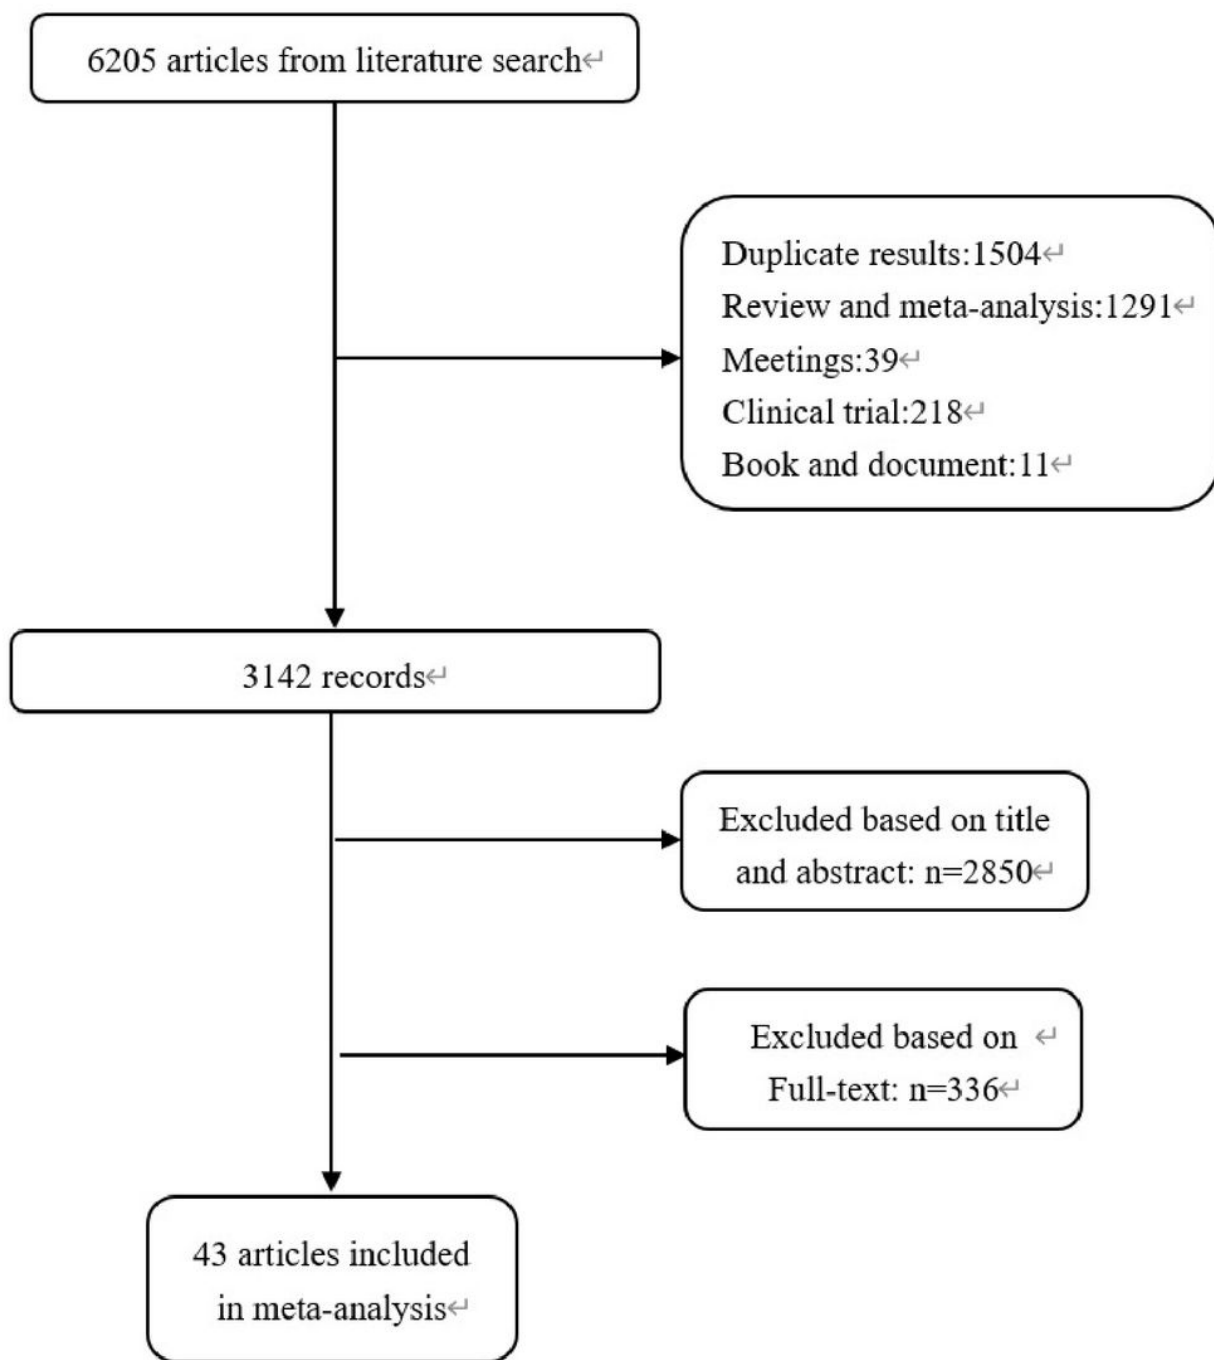 6205 articles from literature search↵
Duplicate results:1504↵
Review and meta-analysis:1291↵
Meetings:39↵
Clinical trial:218↵
Book and document:11↵
3142 records↵
Excluded based on title
and abstract: n=2850↵
Excluded based on ↵
Full-text: n=336↵
43 articles included
in meta-analysis↵